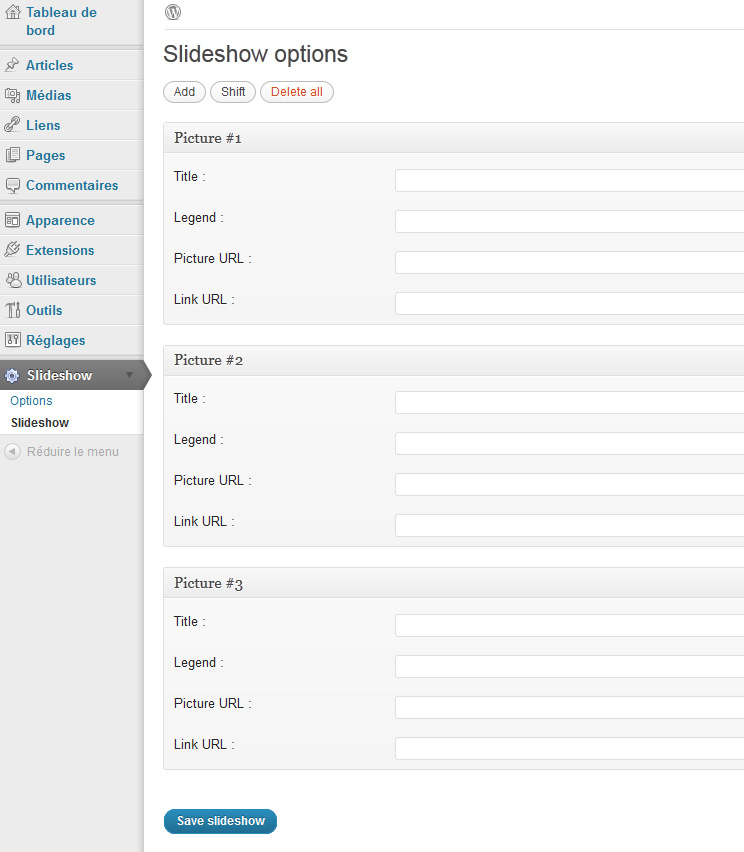 Tableau de
bord
Articles
Médias
Liens
Pages
Commentaires
Apparence
Extensions
Utilisateurs
Outils
Réglages
Slideshow
Options
Slideshow
Réduire le menu
Slideshow options
Add Shift Delete all
Picture #1
Title :
Legend :
Picture URL :
Link URL :
Picture #2
Title :
Legend :
Picture URL :
Link URL :
Picture #3
Title :
Legend :
Picture URL :
Link URL :
Save slideshow